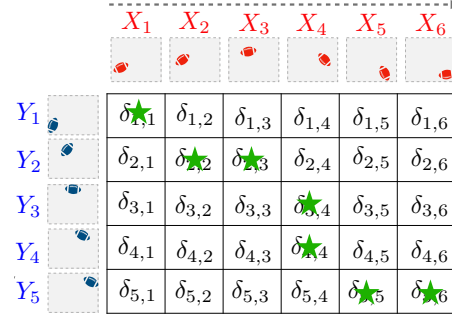 X₁ X₂ X₃ X₄ X₅ X₆
Y₁ δ₁,₁ δ₁,₂ δ₁,₃ δ₁,₄ δ₁,₅ δ₁,₆
Y₂ δ₂,₁ δ₂,₂ δ₂,₃ δ₂,₄ δ₂,₅ δ₂,₆
Y₃ δ₃,₁ δ₃,₂ δ₃,₃ δ₃,₄ δ₃,₅ δ₃,₆
Y₄ δ₄,₁ δ₄,₂ δ₄,₃ δ₄,₄ δ₄,₅ δ₄,₆
Y₅ δ₅,₁ δ₅,₂ δ₅,₃ δ₅,₄ δ₅,₅ δ₅,₆